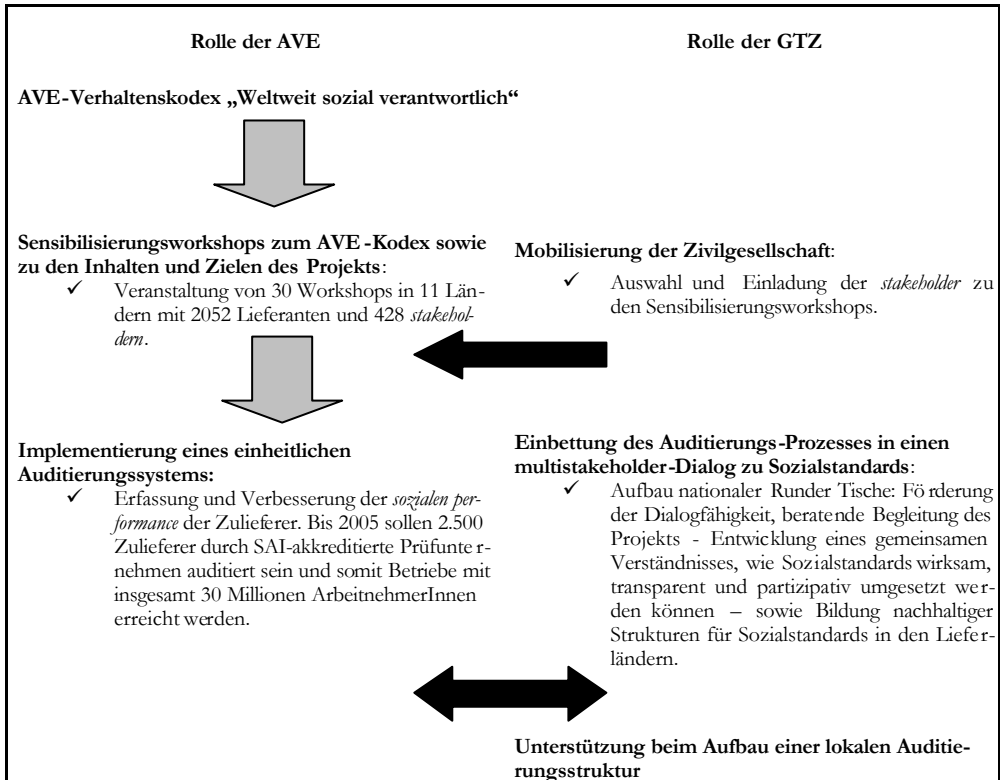 Rolle der AVE
Rolle der GTZ
AVE-Verhaltenskodex „Weltweit sozial verantwortlich“
Sensibilisierungsworkshops zum AVE -Kodex sowie
zu den Inhalten und Zielen des Projekts:
✓ Veranstaltung von 30 Workshops in 11 Län-
dern mit 2052 Lieferanten und 428 stakehol-
dern.
Mobilisierung der Zivilgesellschaft:
✓ Auswahl und Einladung der stakeholder zu
den Sensibilisierungsworkshops.
Implementierung eines einheitlichen
Auditierungssystems:
✓ Erfassung und Verbesserung der sozialen per-
formance der Zulieferer. Bis 2005 sollen 2.500
Zulieferer durch SAI-akkreditierte Prüfunte r-
nehmen auditiert sein und somit Betriebe mit
insgesamt 30 Millionen ArbeitnehmerInnen
erreicht werden.
Einbettung des Auditierungs-Prozesses in einen
multistakeholder-Dialog zu Sozialstandards:
✓ Aufbau nationaler Runder Tische: Fö rderung
der Dialogfähigkeit, beratende Begleitung des
Projekts - Entwicklung eines gemeinsamen
Verständnisses, wie Sozialstandards wirksam,
transparent und partizipativ umgesetzt wer-
den können – sowie Bildung nachhaltiger
Strukturen für Sozialstandards in den Liefer-
ländern.
Unterstützung beim Aufbau einer lokalen Auditie-
rungsstruktur